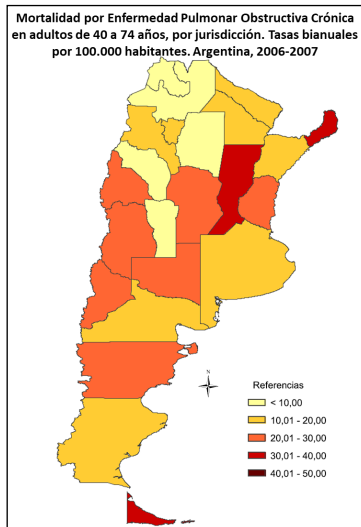 Mortalidad por Enfermedad Pulmonar Obstructiva Crónica
en adultos de 40 a 74 años, por jurisdicción. Tasas bianuales
por 100.000 habitantes. Argentina, 2006-2007
N
Referencias
< 10,00
10,01 - 20,00
20,01 - 30,00
30,01 - 40,00
40,01 - 50,00